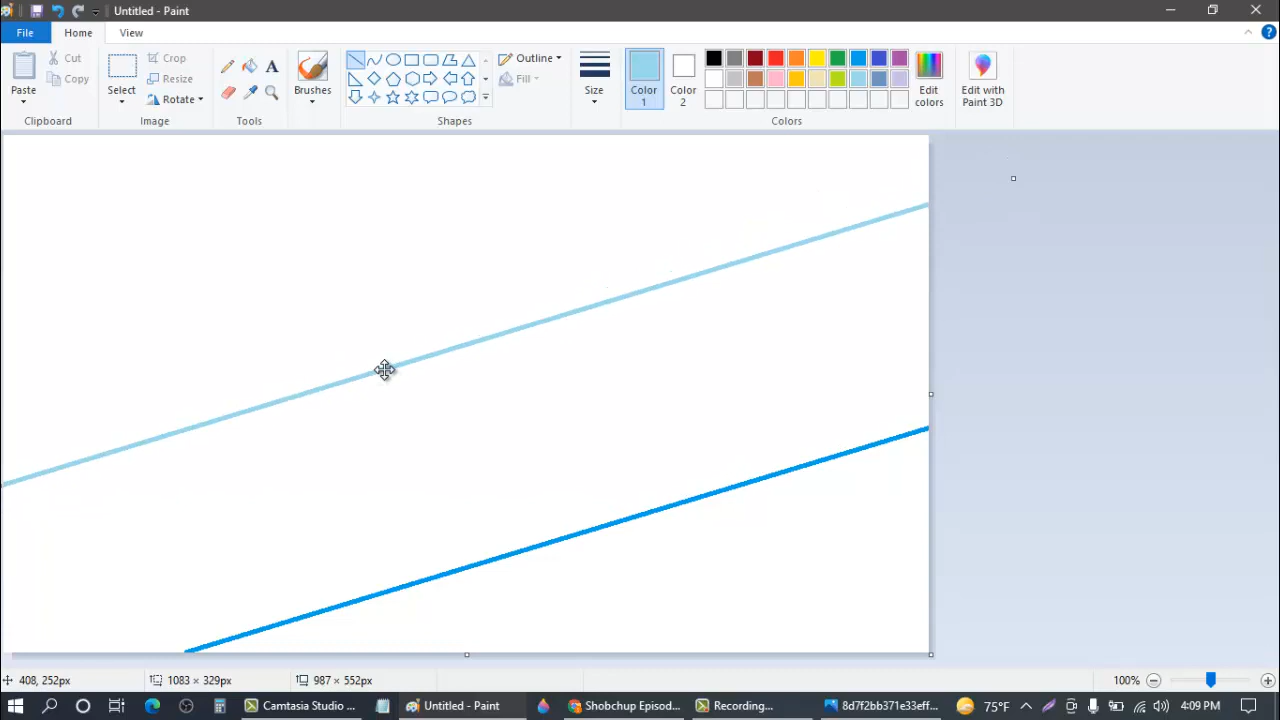 Untitled - Paint
File
Home
View
Paste
Cut
Copy
Clipboard
Select
Crop
Resize
Rotate
Image
Tools
Brushes
Shapes
Outline
Fill
Size
Color 1
Color 2
Colors
Edit colors
Edit with Paint 3D
408, 252px
1083 × 329px
987 × 552px
100%
Camtasia Studio ...
Untitled - Paint
Shobchup Episod...
Recording...
8d7f2bb371e33eff...
75°F
4:09 PM